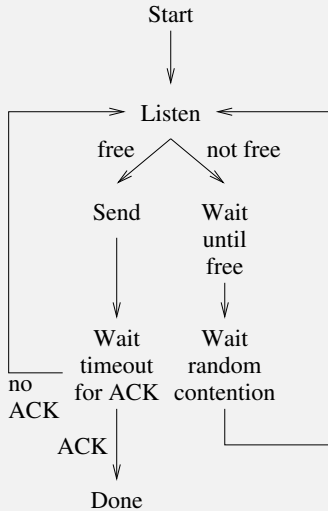 Start
Listen
free
not free
Send
Wait
until
free
Wait
timeout
for ACK
Wait
random
contention
no
ACK
ACK
Done